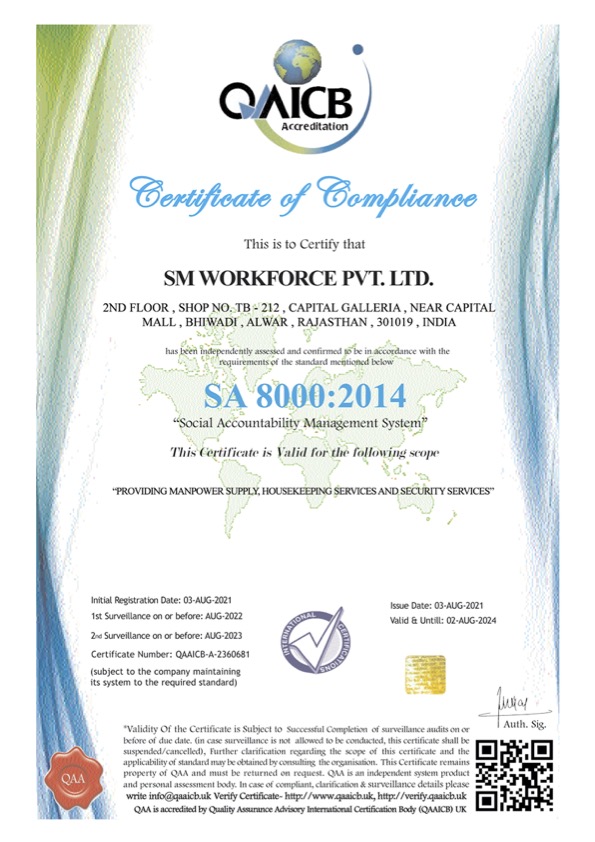 QAICB
Accreditation
Certificate of Compliance
This is to Certify that
SM WORKFORCE PVT. LTD.
2ND FLOOR , SHOP NO. TB - 212 , CAPITAL GALLERIA , NEAR CAPITAL
MALL , BHIWADI , ALWAR , RAJASTHAN , 301019 , INDIA
has been independently assessed and confirmed to be in accordance with the
requirements of the standard mentioned below
SA 8000:2014
“Social Accountability Management System”
This Certificate is Valid for the following scope
“PROVIDING MANPOWER SUPPLY, HOUSEKEEPING SERVICES AND SECURITY SERVICES”
Initial Registration Date: 03-AUG-2021
1st Surveillance on or before: AUG-2022
2nd Surveillance on or before: AUG-2023
Certificate Number: QAAICB-A-2360681
(subject to the company maintaining
its system to the required standard)
INTERNATIONAL CERTIFICATIONS
Issue Date: 03-AUG-2021
Valid & Untill: 02-AUG-2024
Auth. Sig.
QAA
"Validity Of the Certificate is Subject to Successful Completion of surveillance audits on or
before of due date. (in case surveillance is not allowed to be conducted, this certificate shall be
suspended/cancelled), Further clarification regarding the scope of this certificate and the
applicability of standard may be obtained by consulting the organisation. This Certificate remains
property of QAA and must be returned on request. QAA is an independent system product
and personal assessment body. In case of compliant, clarification & surveillance details please
write info@qaaicb.uk Verify Certificate- http://www.qaaicb.uk, http://verify.qaaicb.uk
QAA is accredited by Quality Assurance Advisory International Certification Body (QAAICB) UK